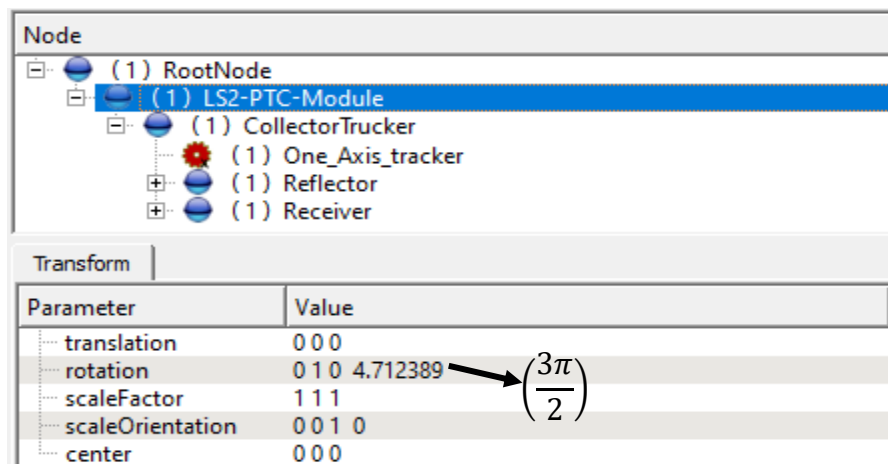 Node
(1) RootNode
(1) LS2-PTC-Module
(1) CollectorTrucker
(1) One_Axis_tracker
(1) Reflector
(1) Receiver
Transform
Parameter Value
translation 0 0 0
rotation 0 1 0 4.712389 (3π/2)
scaleFactor 1 1 1
scaleOrientation 0 0 1 0
center 0 0 0